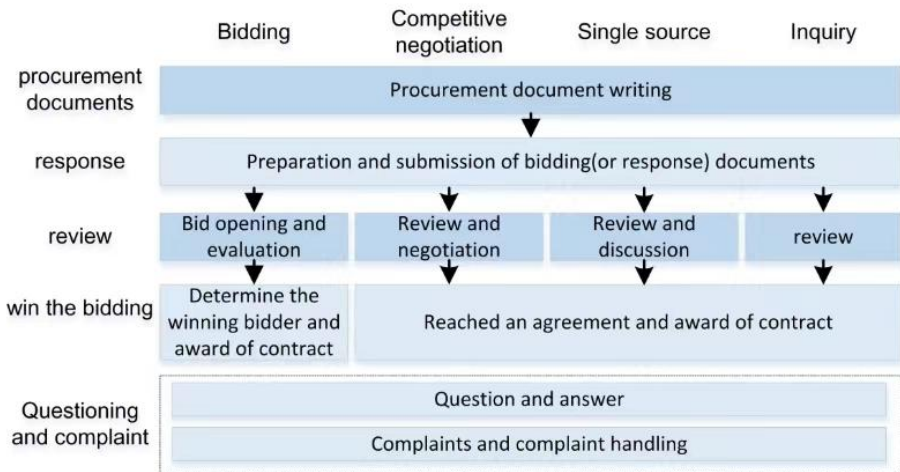 Bidding
Competitive
negotiation
Single source
Inquiry
procurement
documents
Procurement document writing
response
Preparation and submission of bidding(or response) documents
review
Bid opening and
evaluation
Review and
negotiation
Review and
discussion
review
win the bidding
Determine the
winning bidder and
award of contract
Reached an agreement and award of contract
Questioning
and complaint
Question and answer
Complaints and complaint handling